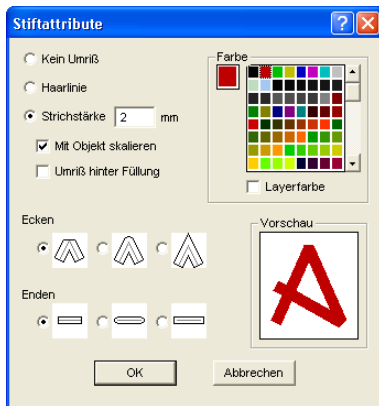 Stiftattribute
Kein Umriß
Haarlinie
Strichstärke 2 mm
Mit Objekt skalieren
Umriß hinter Füllung
Farbe
Layerfarbe
Ecken
Enden
Vorschau
OK
Abbrechen